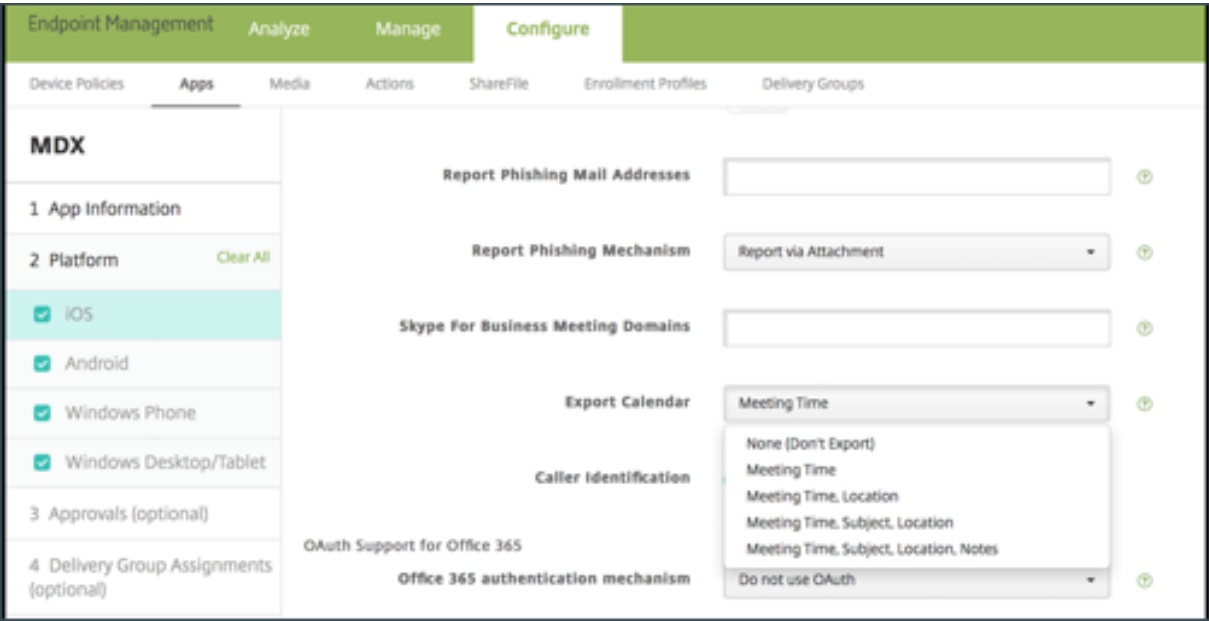 Endpoint Management Analyze Manage Configure
Device Policies Apps Media Actions ShareFile Enrollment Profiles Delivery Groups
MDX
1 App Information
2 Platform Clear All
iOS
Android
Windows Phone
Windows Desktop/Tablet
3 Approvals (optional)
4 Delivery Group Assignments
(optional)
Report Phishing Mail Addresses
Report Phishing Mechanism Report via Attachment
Skype For Business Meeting Domains
Export Calendar Meeting Time
None (Don't Export)
Meeting Time
Meeting Time, Location
Meeting Time, Subject, Location
Meeting Time, Subject, Location, Notes
Caller Identification
OAuth Support for Office 365
Office 365 authentication mechanism Do not use OAuth